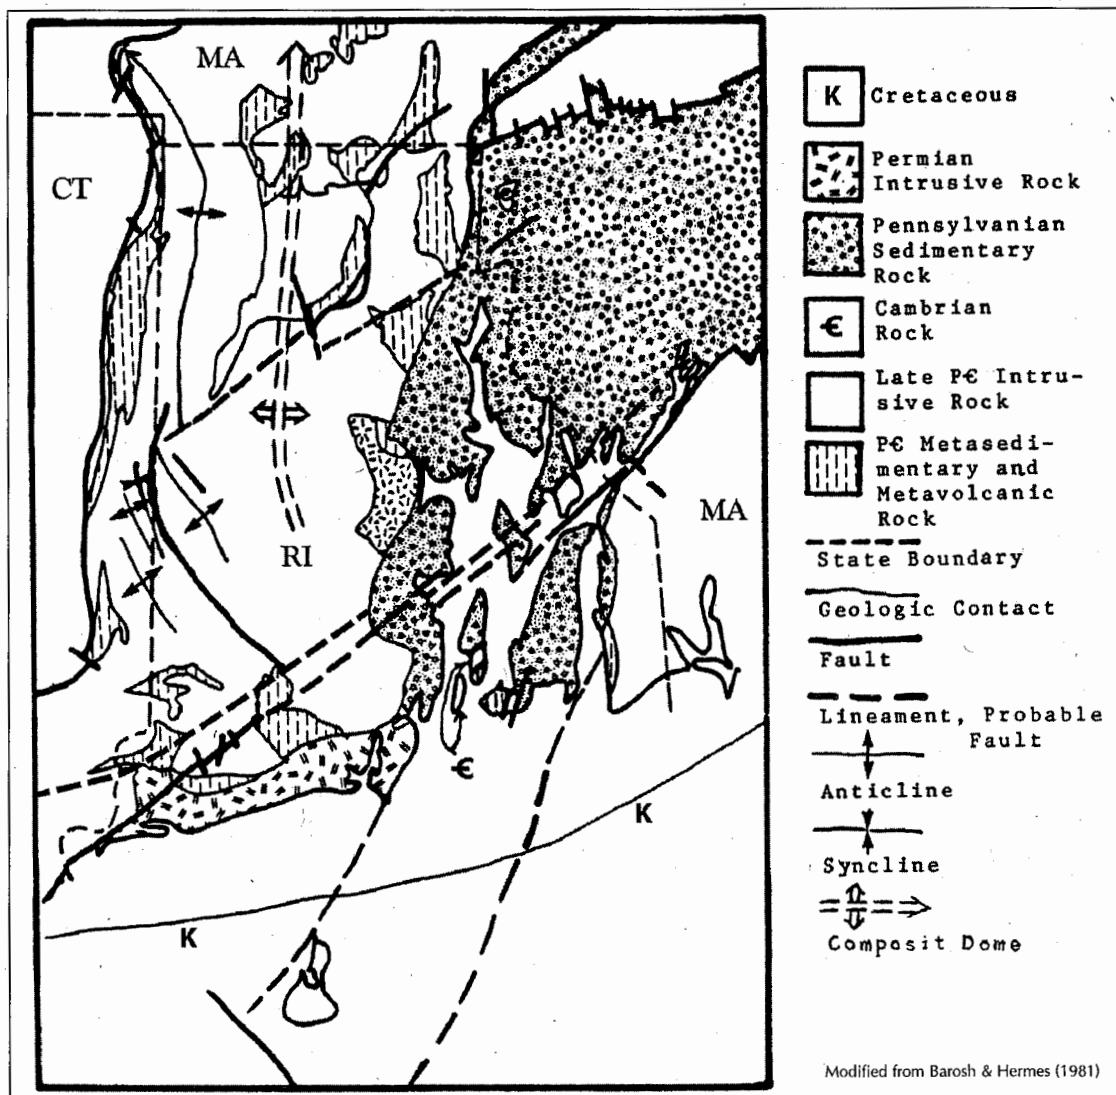 MA
CT
RI
MA
Є
Є
K
K
K Cretaceous
Permian
Intrusive Rock
Pennsylvanian
Sedimentary
Rock
Є Cambrian
Rock
Late PЄ Intru-
sive Rock
PЄ Metasedi-
mentary and
Metavolcanic
Rock
State Boundary
Geologic Contact
Fault
Lineament, Probable
Fault
Anticline
Syncline
Composit Dome
Modified from Barosh & Hermes (1981)